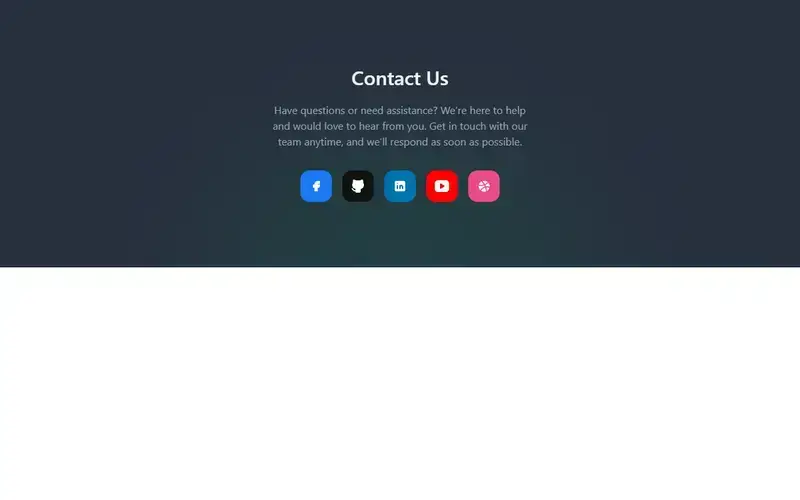 Contact Us
Have questions or need assistance? We're here to help
and would love to hear from you. Get in touch with our
team anytime, and we'll respond as soon as possible.